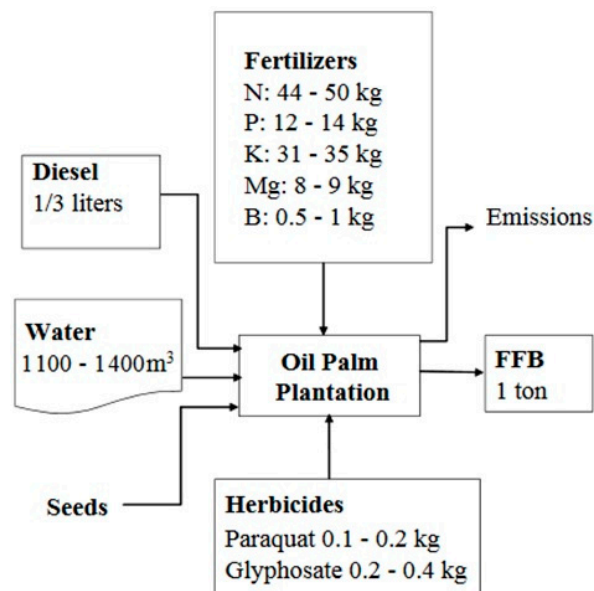 Fertilizers
N: 44 - 50 kg
P: 12 - 14 kg
K: 31 - 35 kg
Mg: 8 - 9 kg
B: 0.5 - 1 kg
Diesel
1/3 liters
Emissions
Water
1100 - 1400m³
Oil Palm
Plantation
FFB
1 ton
Seeds
Herbicides
Paraquat 0.1 - 0.2 kg
Glyphosate 0.2 - 0.4 kg